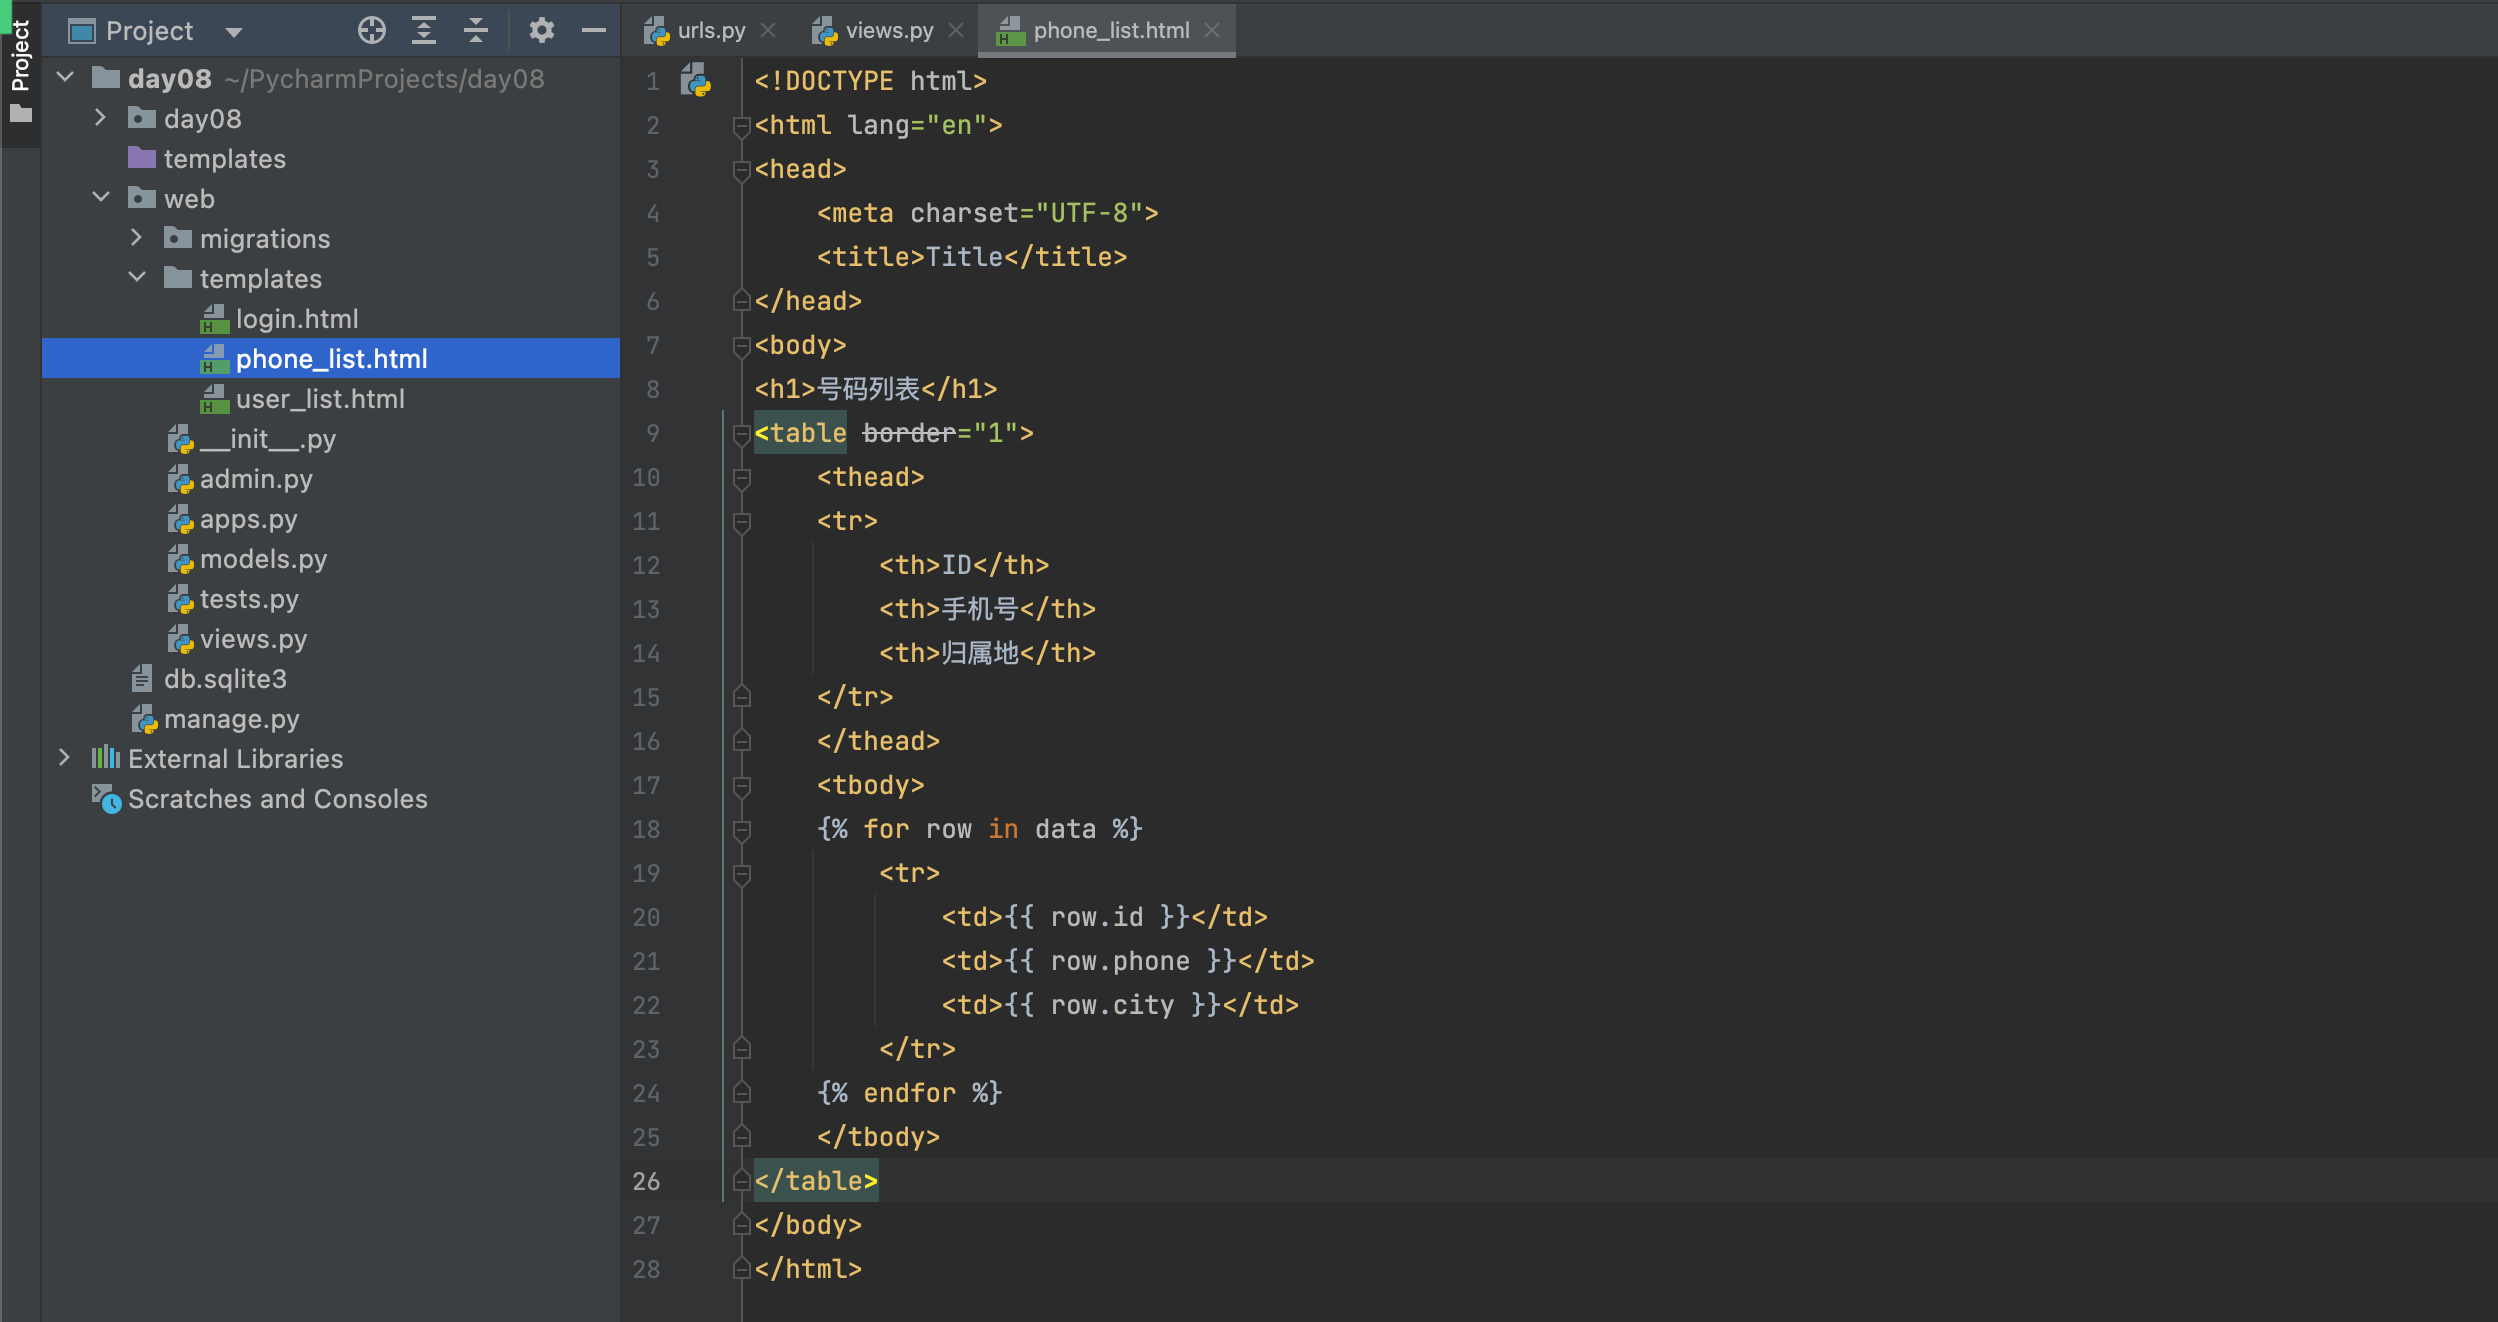 Project
Project
day08 ~/PycharmProjects/day08
day08
templates
web
migrations
templates
login.html
phone_list.html
user_list.html
__init__.py
admin.py
apps.py
models.py
tests.py
views.py
db.sqlite3
manage.py
External Libraries
Scratches and Consoles
urls.py views.py phone_list.html
1 <!DOCTYPE html>
2 <html lang="en">
3 <head>
4     <meta charset="UTF-8">
5     <title>Title</title>
6 </head>
7 <body>
8 <h1>号码列表</h1>
9 <table border="1">
10     <thead>
11     <tr>
12         <th>ID</th>
13         <th>手机号</th>
14         <th>归属地</th>
15     </tr>
16     </thead>
17     <tbody>
18     {% for row in data %}
19         <tr>
20             <td>{{ row.id }}</td>
21             <td>{{ row.phone }}</td>
22             <td>{{ row.city }}</td>
23         </tr>
24     {% endfor %}
25     </tbody>
26 </table>
27 </body>
28 </html>